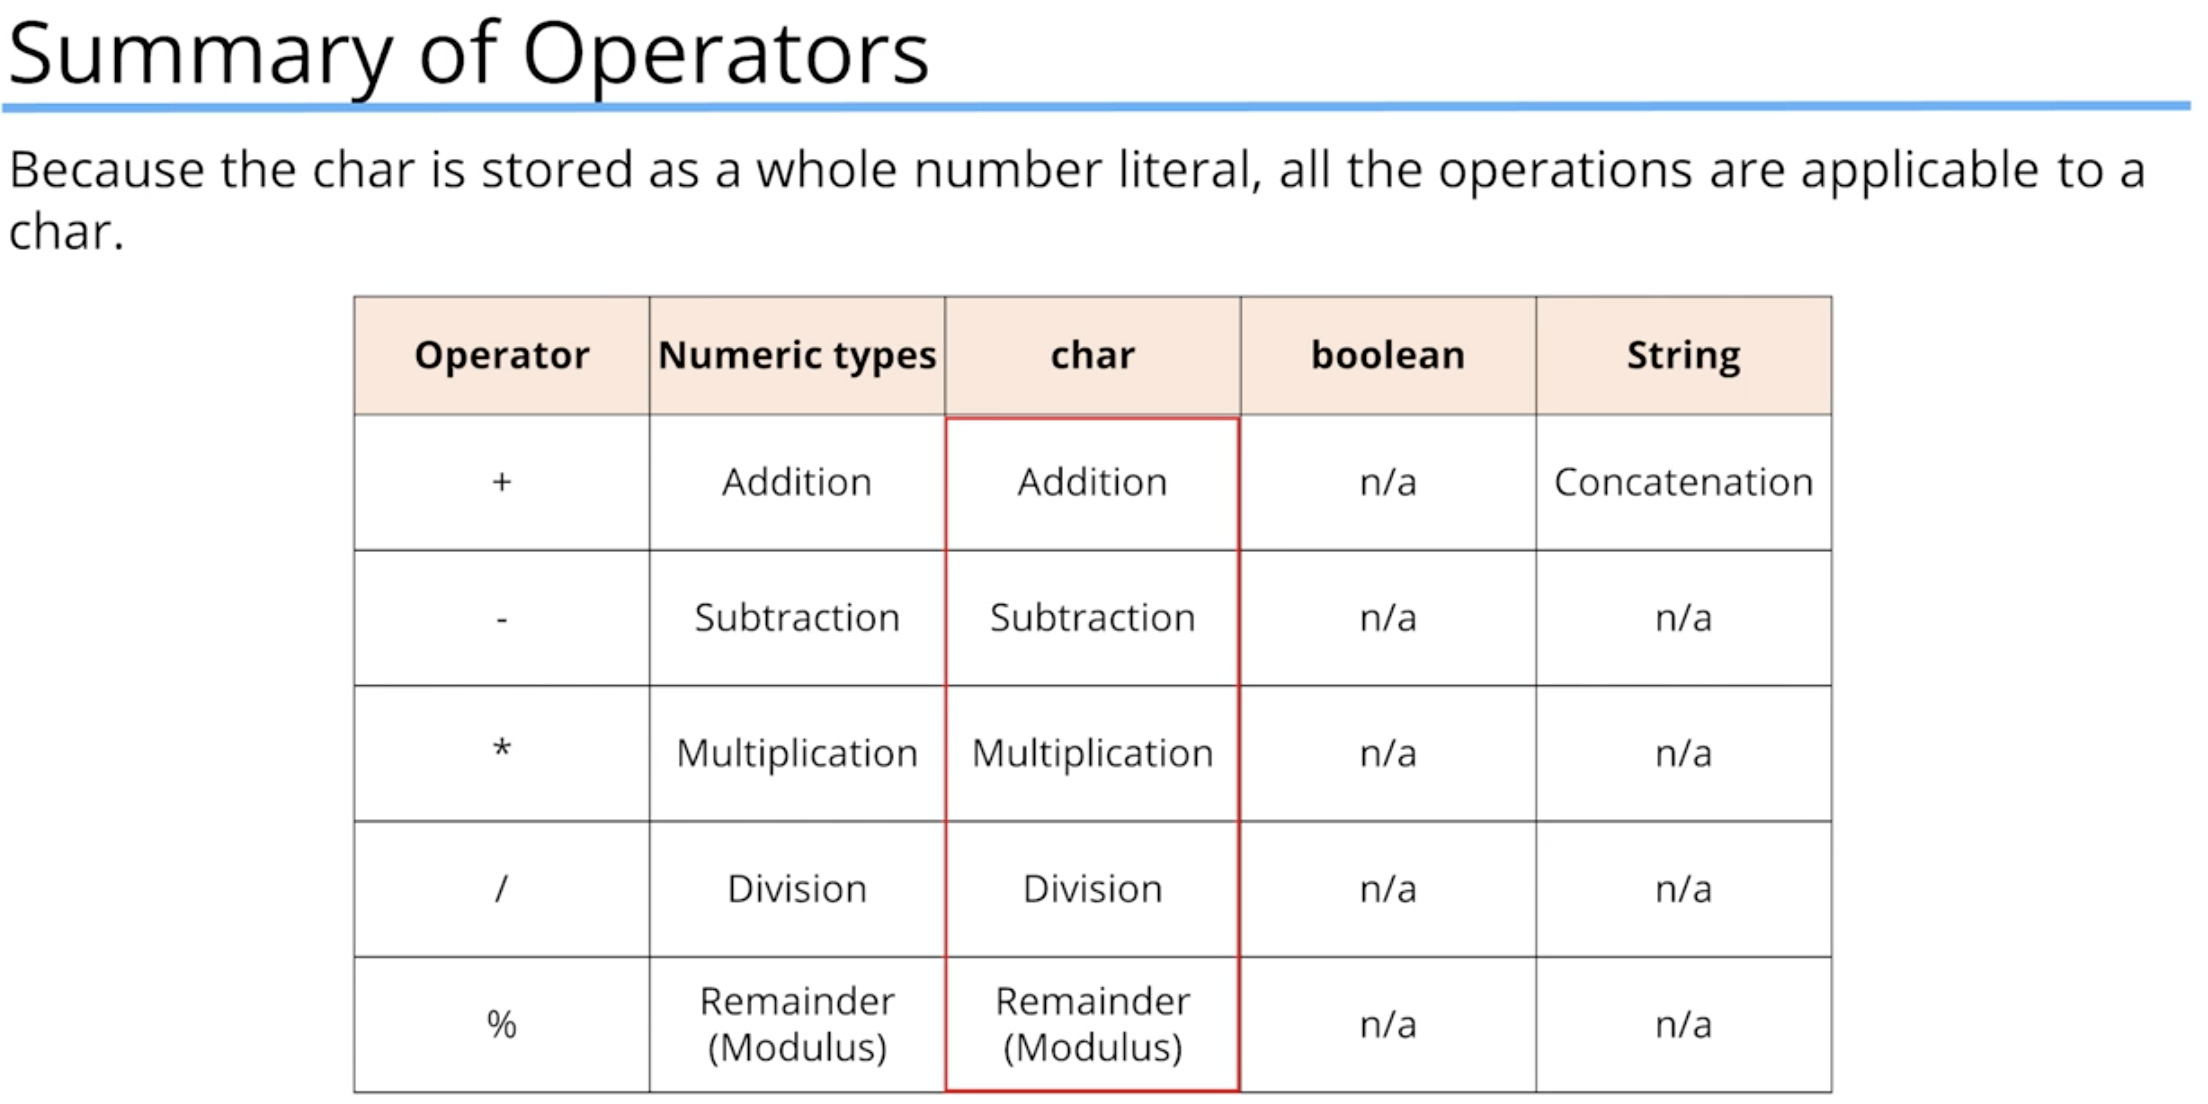 Summary of Operators
Because the char is stored as a whole number literal, all the operations are applicable to a
char.
Operator Numeric types char boolean String
+ Addition Addition n/a Concatenation
- Subtraction Subtraction n/a n/a
* Multiplication Multiplication n/a n/a
/ Division Division n/a n/a
% Remainder (Modulus) Remainder (Modulus) n/a n/a